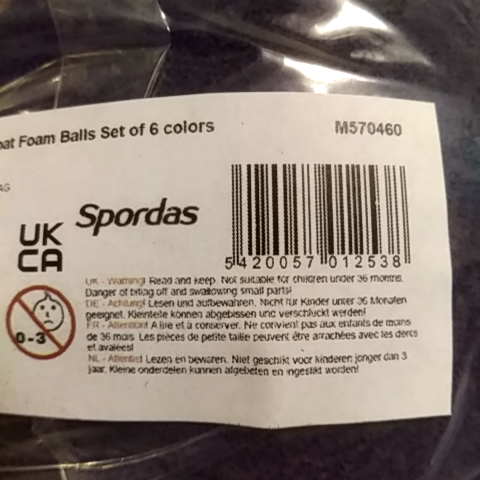 oat Foam Balls Set of 6 colors
M570460
AG
UK
CA
Spordas
5 420057 012538
0-3
UK - Warning! Read and keep. Not suitable for children under 36 months.
Danger of biting off and swallowing small parts!
DE - Achtung! Lesen und aufbewahren. Nicht für Kinder unter 36 Monaten
geeignet. Kleinteile können abgebissen und verschluckt werden!
FR - Attention! A lire et à conserver. Ne convient pas aux enfants de moins
de 36 mois. Les pièces de petite taille peuvent être arrachées avec les dents
et avalées!
NL - Attentie! Lezen en bewaren. Niet geschikt voor kinderen jonger dan 3
jaar. Kleine onderdelen kunnen afgebeten en ingeslikt worden!